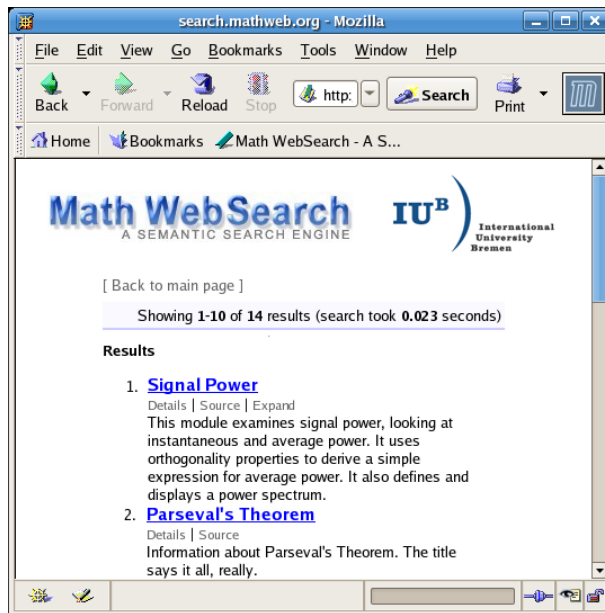 search.mathweb.org - Mozilla
File Edit View Go Bookmarks Tools Window Help
Back Forward Reload Stop http: Search Print
Home Bookmarks Math WebSearch - A S...
Math WebSearch
A SEMANTIC SEARCH ENGINE
IUB
International
University
Bremen
[ Back to main page ]
Showing 1-10 of 14 results (search took 0.023 seconds)
Results
1. Signal Power
Details | Source | Expand
This module examines signal power, looking at
instantaneous and average power. It uses
orthogonality properties to derive a simple
expression for average power. It also defines and
displays a power spectrum.
2. Parseval's Theorem
Details | Source
Information about Parseval's Theorem. The title
says it all, really.